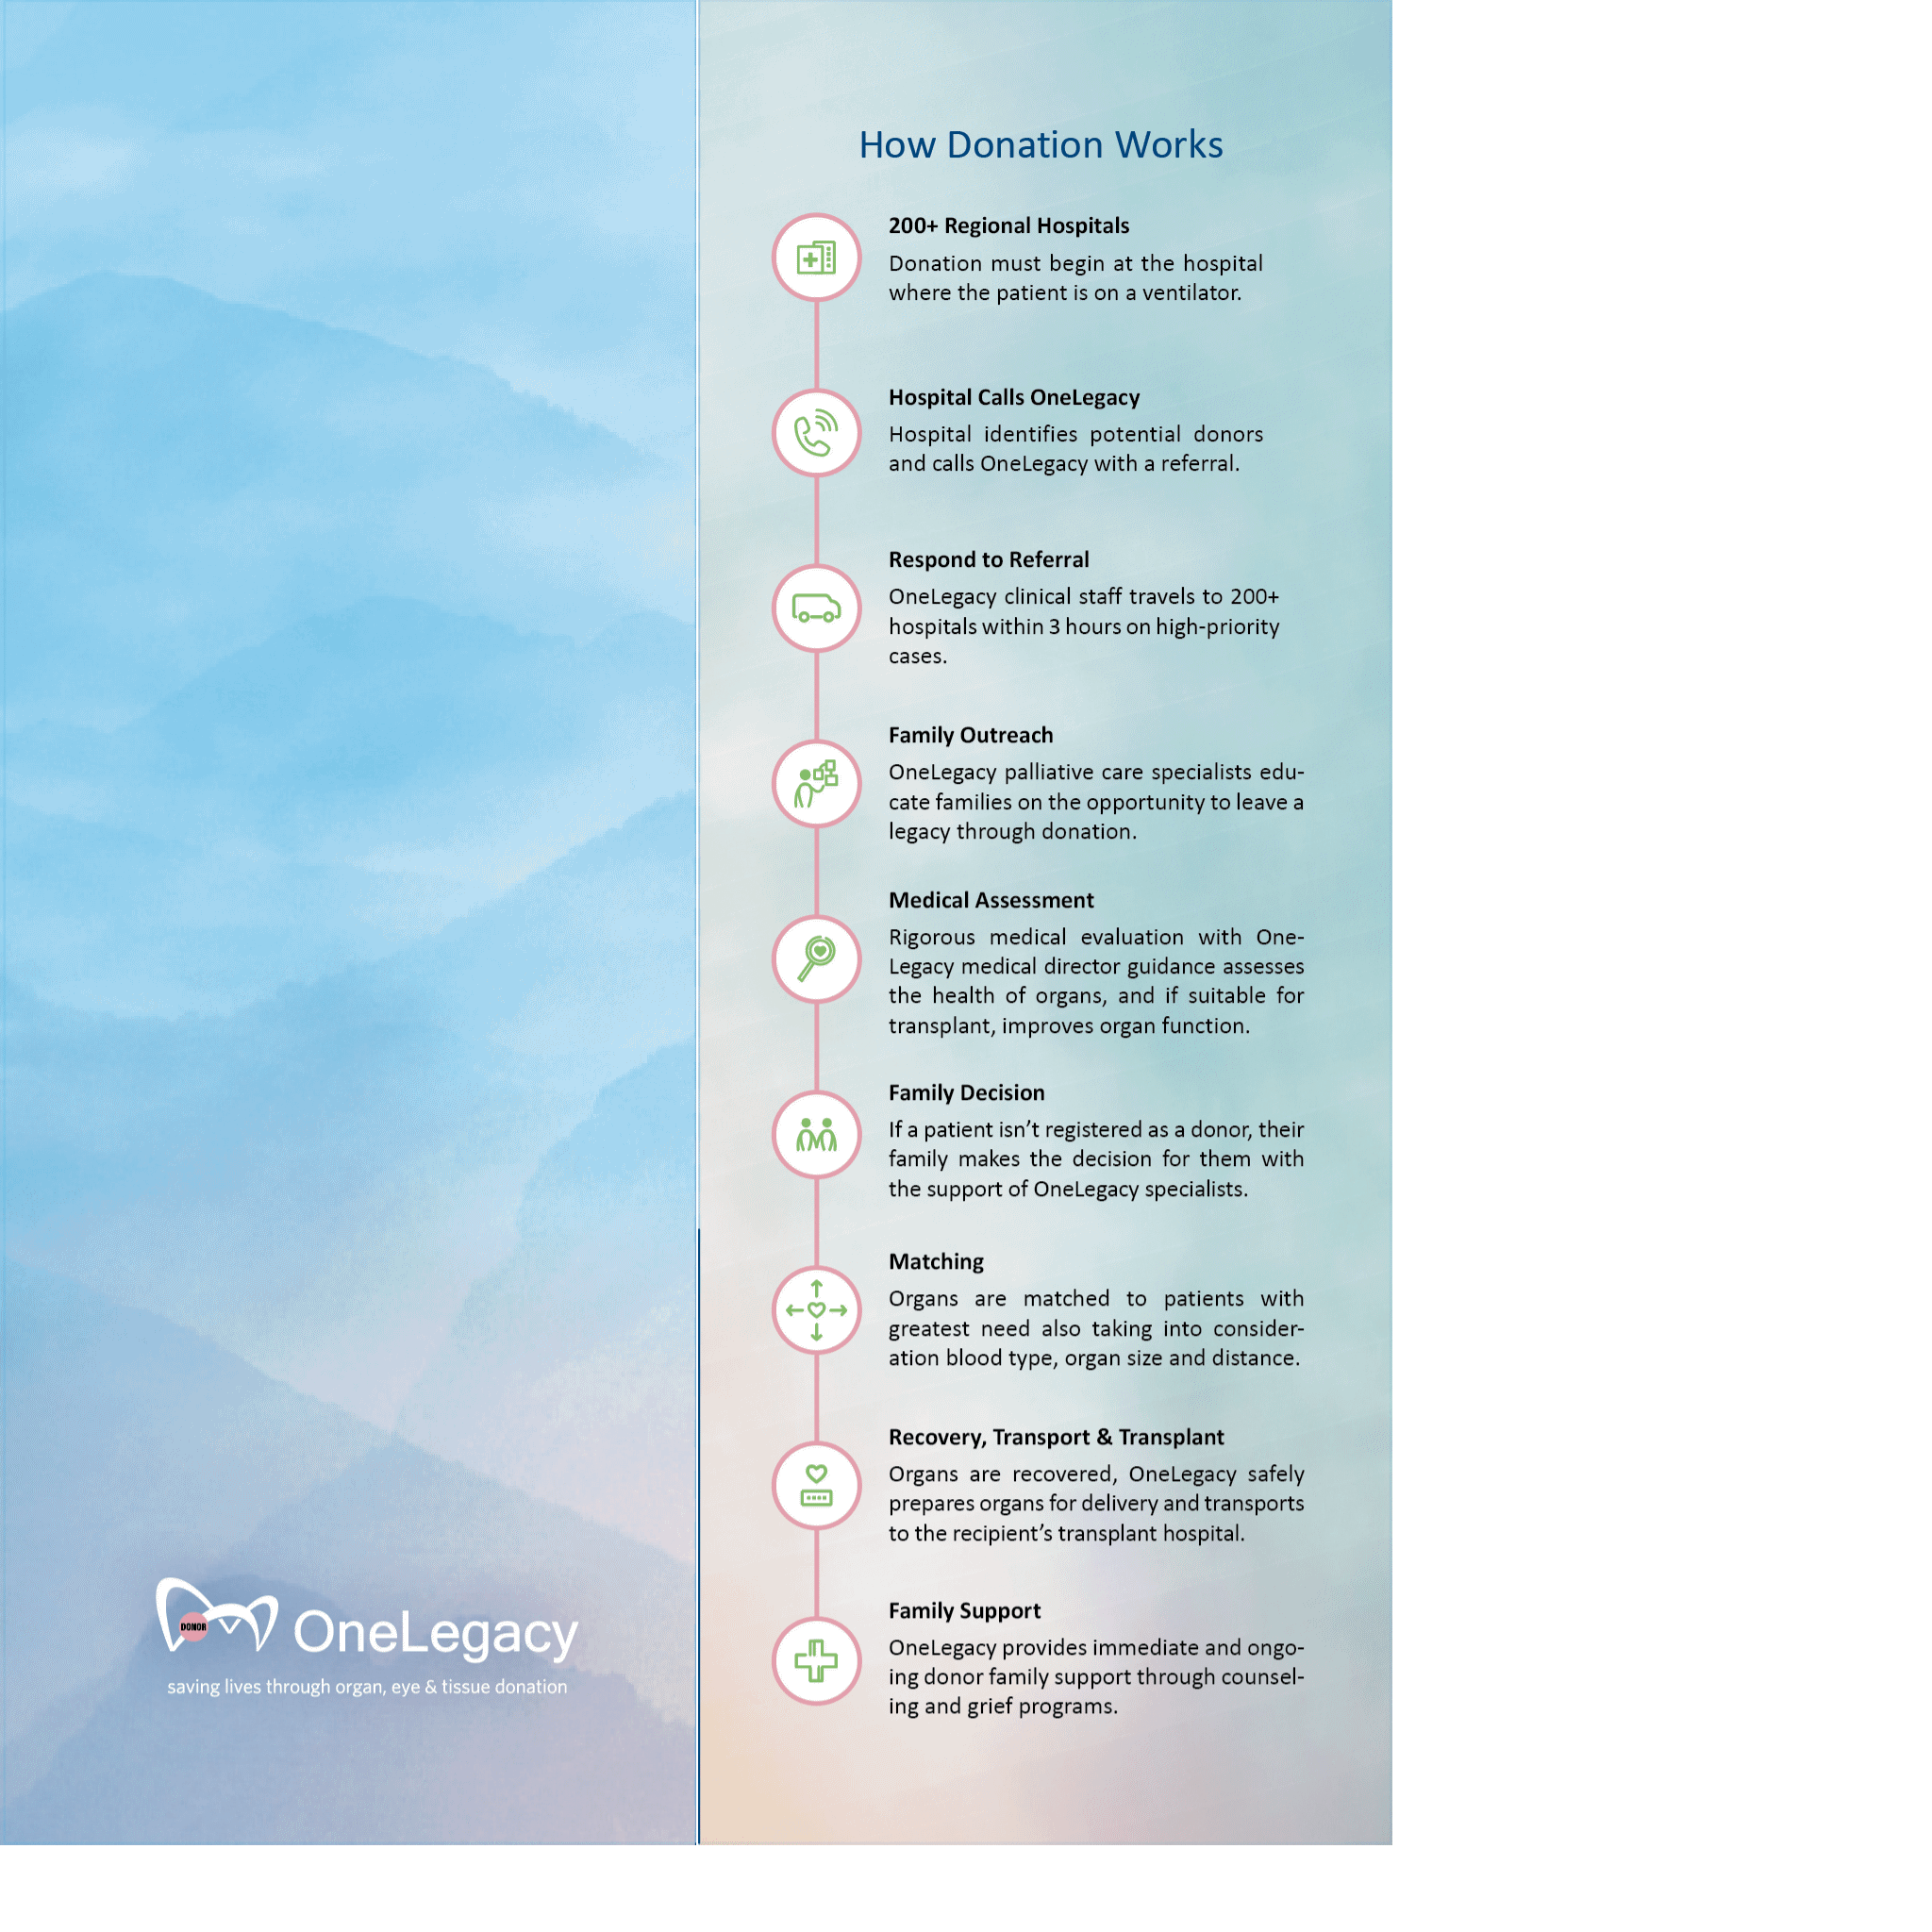 How Donation Works
200+ Regional Hospitals
Donation must begin at the hospital
where the patient is on a ventilator.
Hospital Calls OneLegacy
Hospital identifies potential donors
and calls OneLegacy with a referral.
Respond to Referral
OneLegacy clinical staff travels to 200+
hospitals within 3 hours on high-priority
cases.
Family Outreach
OneLegacy palliative care specialists edu-
cate families on the opportunity to leave a
legacy through donation.
Medical Assessment
Rigorous medical evaluation with One-
Legacy medical director guidance assesses
the health of organs, and if suitable for
transplant, improves organ function.
Family Decision
If a patient isn’t registered as a donor, their
family makes the decision for them with
the support of OneLegacy specialists.
Matching
Organs are matched to patients with
greatest need also taking into consider-
ation blood type, organ size and distance.
Recovery, Transport & Transplant
Organs are recovered, OneLegacy safely
prepares organs for delivery and transports
to the recipient’s transplant hospital.
Family Support
OneLegacy provides immediate and ongo-
ing donor family support through counsel-
ing and grief programs.
DONOR
OneLegacy
saving lives through organ, eye & tissue donation